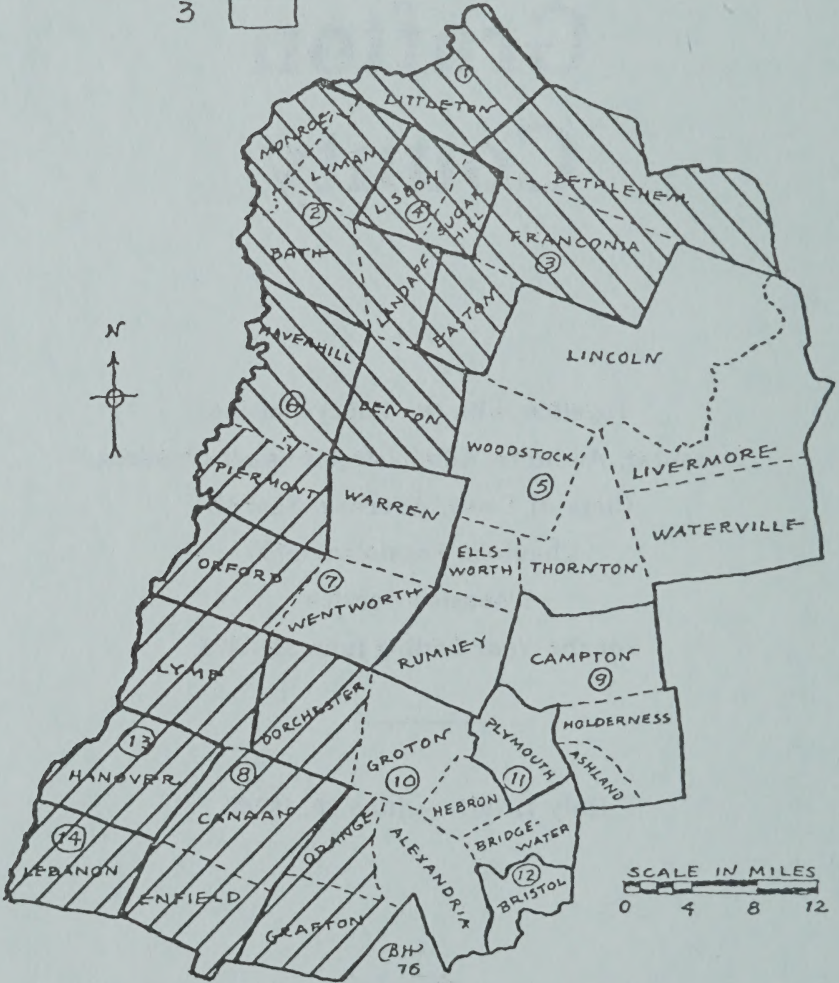 3
①
LITTLETON
MONROE
LYMAN
LISBON
④
SUGAR
HILL
BETHLEHEM
②
BATH
LANDAFF
FRANCONIA
③
EASTON
N
HAVERHILL
LINCOLN
⑥
BENTON
WOODSTOCK
⑤
LIVERMORE
PIERMONT
WARREN
WATERVILLE
ELLS-
WORTH
THORNTON
ORFORD
⑦
WENTWORTH
RUMNEY
CAMPTON
⑨
LYME
DORCHESTER
HOLDERNESS
⑬
HANOVER
⑧
CANAAN
GROTON
⑩
PLYMOUTH
⑪
ASHLAND
HEBRON
ORANGE
ALEXANDRIA
BRIDGE-
WATER
⑭
LEBANON
ENFIELD
GRAFTON
⑫
BRISTOL
SCALE IN MILES
0 4 8 12
BH
76